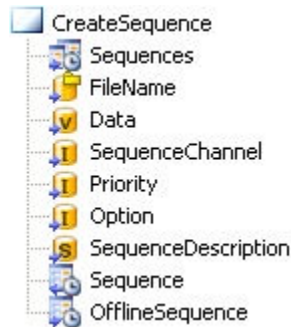 CreateSequence
Sequences
FileName
V Data
I SequenceChannel
I Priority
I Option
S SequenceDescription
Sequence
OfflineSequence